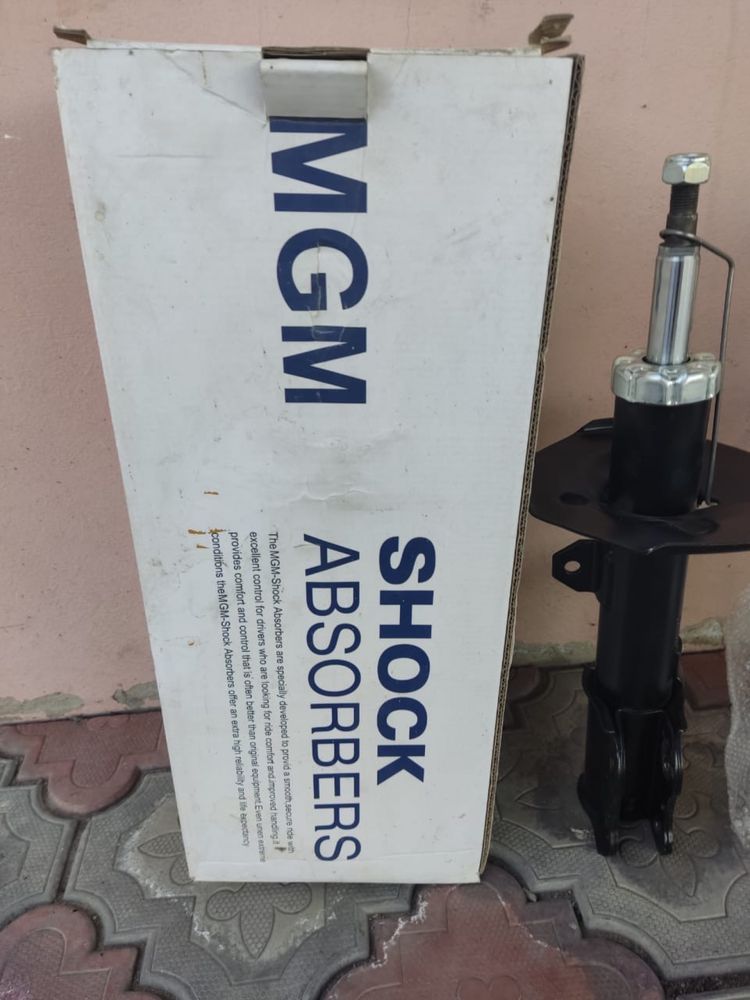 MGM
SHOCK
ABSORBERS
The MGM-Shock Absorbers are specially developed to provid a smooth,secure ride with
excellent control for drivers who are looking for ride comfort and,improved handling,it
provides comfort and control that is often better than original equipment.Even unen extreme
conditions theMGM-Shock Absorbers offer an extra high reliability and life expectancy